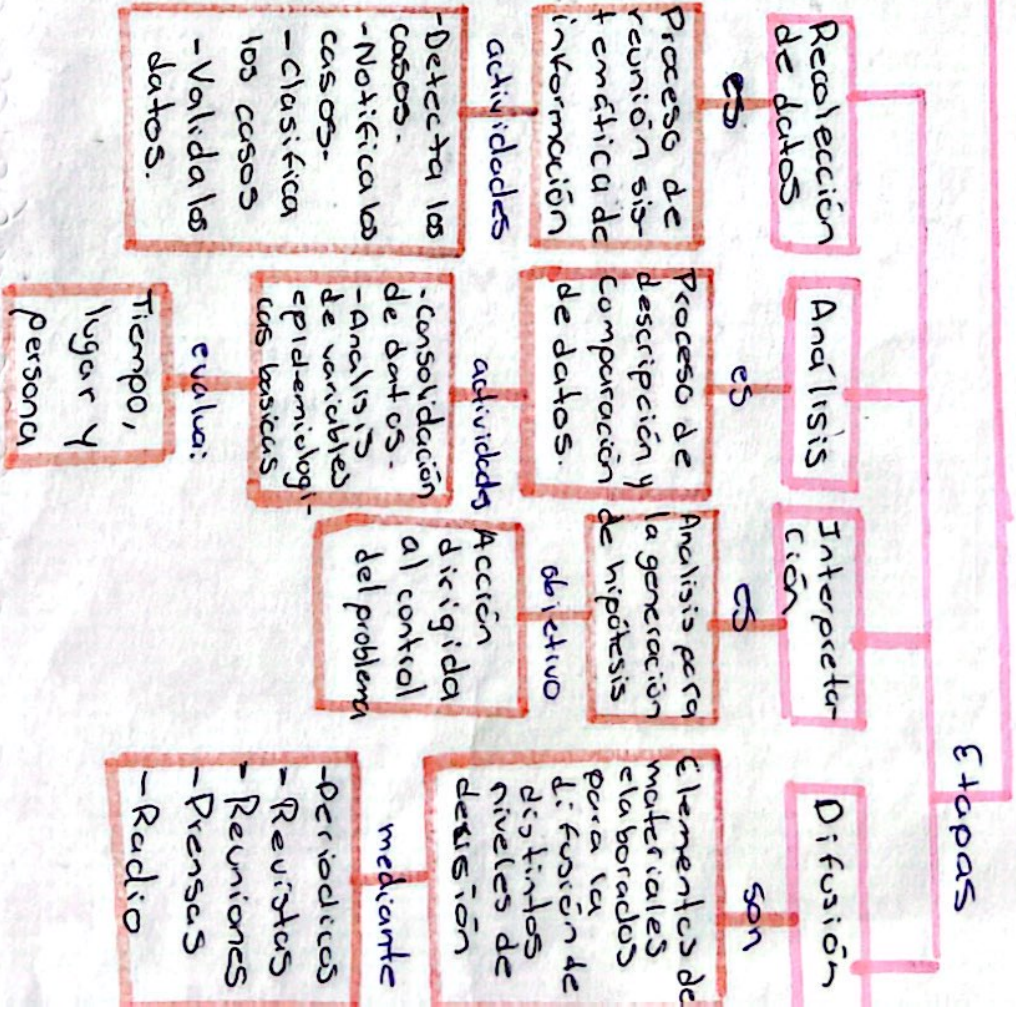 Etapas
Recolección
de datos
es
Proceso de
reunión sis-
temática de
información
actividades
-Detecta los
casos.
-Notifica los
casos.
-clasifica
los casos
-Valida los
datos.
Análisis
es
Proceso de
descripción y
comparación
de datos.
actividades
-consolidación
de datos.
-Analisis
de variables
epidemiologi-
cas basicas
evalua:
Tiempo,
lugar y
persona
Interpreta-
ción
es
Analisis para
la generación
de hipótesis
objetivo
Acción
dirigida
al control
del problema
Difusión
son
Elementos de
materiales
elaborados
para la
difusión de
distintos
niveles de
desisión
mediante
-periodicos
-Revistas
-Reuniones
-Prensas
-Radio